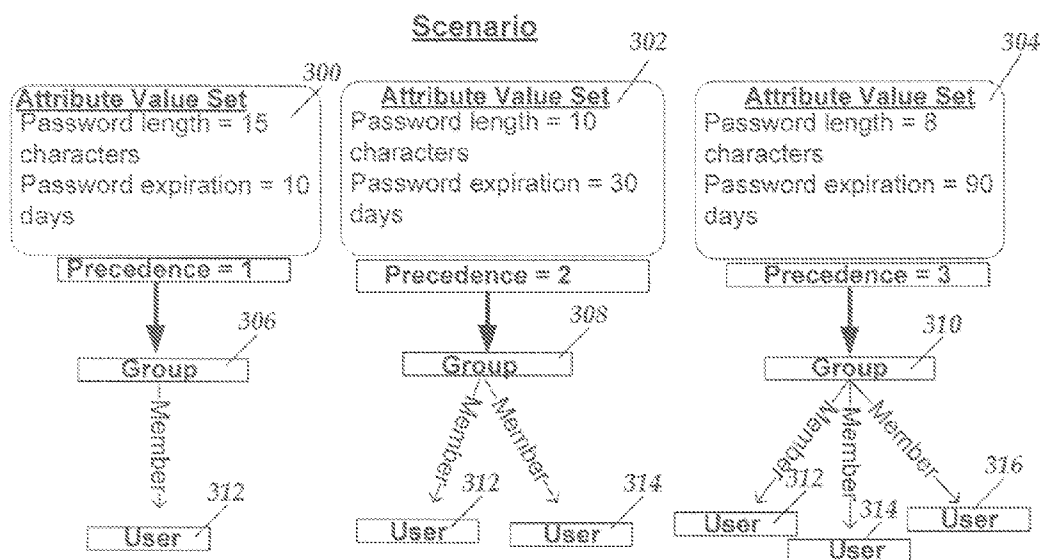 Scenario
300
302
304
Attribute Value Set
Password length = 15
characters
Password expiration = 10
days
Attribute Value Set
Password length = 10
characters
Password expiration = 30
days
Attribute Value Set
Password length = 8
characters
Password expiration = 90
days
Precedence = 1
Precedence = 2
Precedence = 3
306
308
310
Group
Group
Group
Member
Member
Member
Member
Member
Member
312
312
314
312
314
316
User
User
User
User
User
User